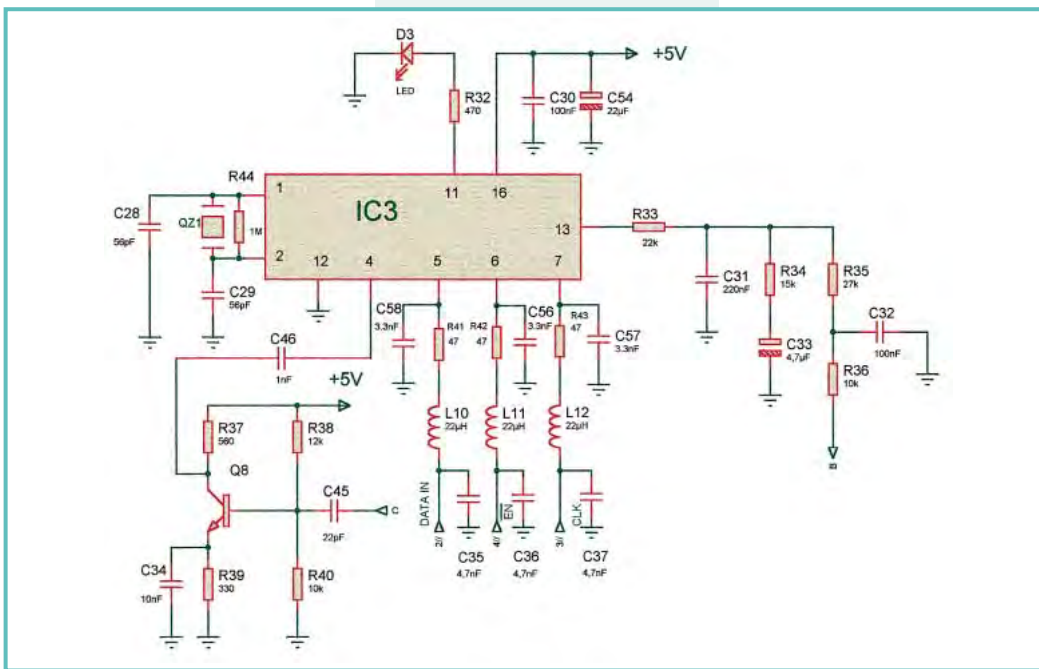 D3
LED
R32
470
+5V
C30
100nF
C54
22µF
R44
1M
QZ1
C28
56pF
C29
56pF
IC3
1
2
11
16
13
12
4
5
6
7
R33
22k
C31
220nF
R34
15k
R35
27k
C33
4,7µF
C32
100nF
R36
10k
B
C58
3.3nF
R41
47
R42
47
C56
3.3nF
R43
47
C57
3.3nF
C46
1nF
+5V
R37
560
R38
12k
L10
22µH
L11
22µH
L12
22µH
Q8
C45
22pF
C
DATA IN
2//
EN
4//
CLK
3//
C35
4,7nF
C36
4,7nF
C37
4,7nF
C34
10nF
R39
330
R40
10k